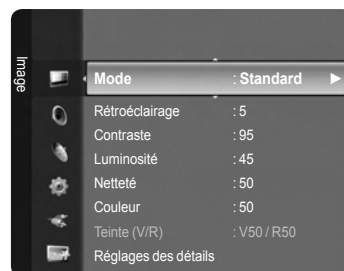 Image
Mode : Standard ►
Rétroéclairage : 5
Contraste : 95
Luminosité : 45
Netteté : 50
Couleur : 50
Teinte (V/R) : V50 / R50
Réglages des détails